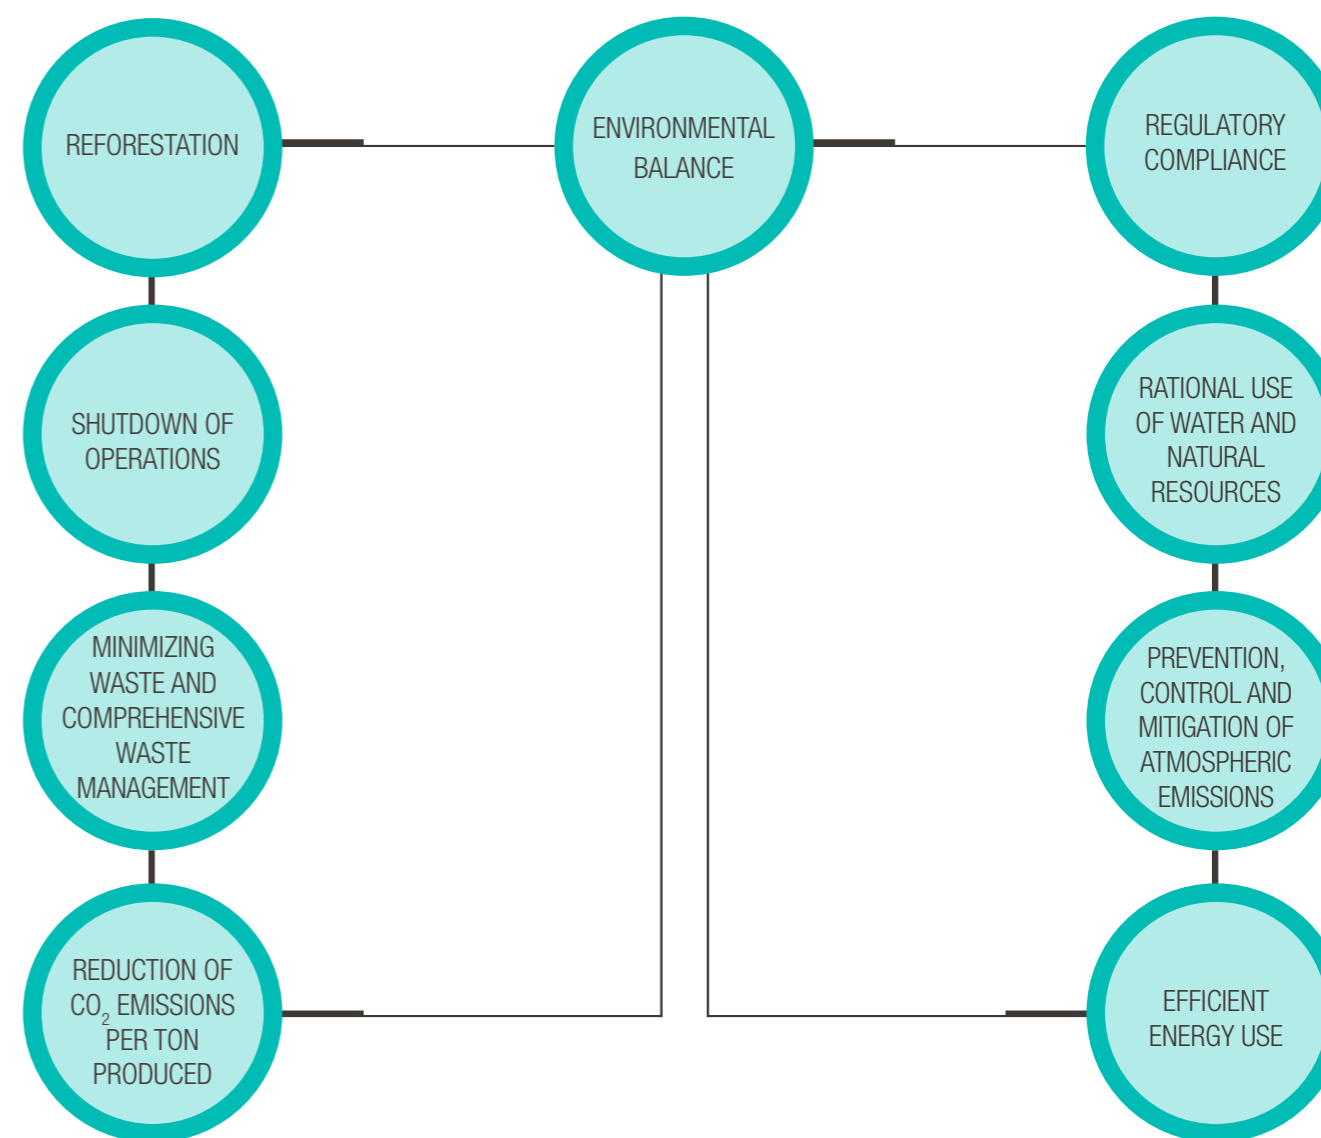 REFORESTATION
ENVIRONMENTAL
BALANCE
REGULATORY
COMPLIANCE
SHUTDOWN OF
OPERATIONS
RATIONAL USE
OF WATER AND
NATURAL
RESOURCES
MINIMIZING
WASTE AND
COMPREHENSIVE
WASTE
MANAGEMENT
PREVENTION,
CONTROL AND
MITIGATION OF
ATMOSPHERIC
EMISSIONS
REDUCTION OF
CO₂ EMISSIONS
PER TON
PRODUCED
EFFICIENT
ENERGY USE